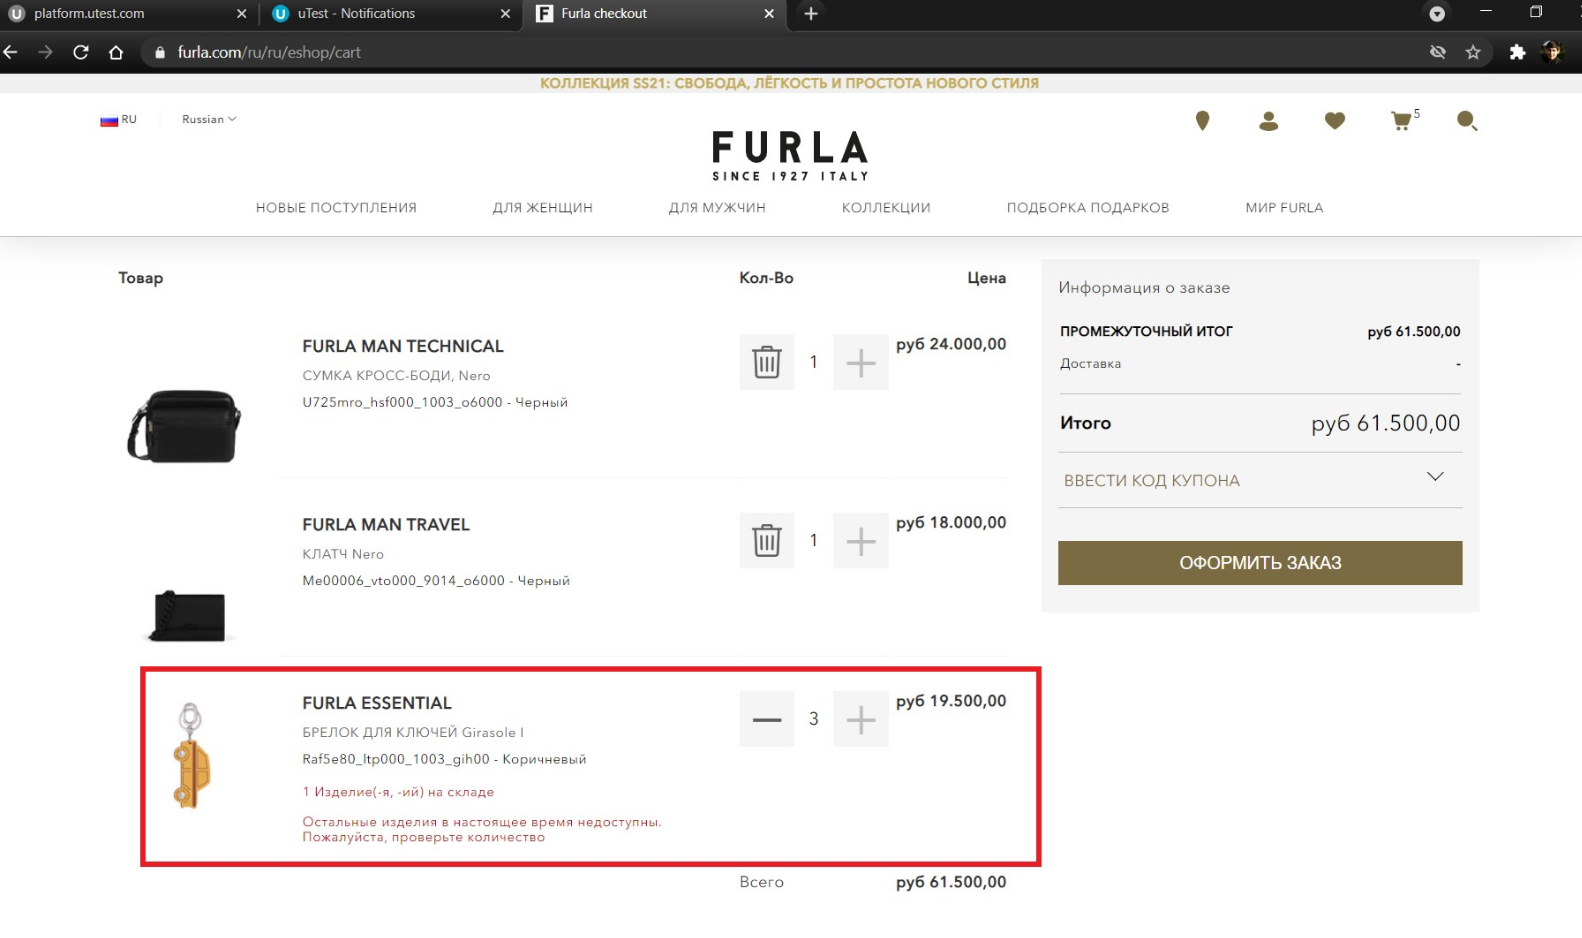 platform.utest.com
uTest - Notifications
Furla checkout
furla.com/ru/ru/eshop/cart
КОЛЛЕКЦИЯ SS21: СВОБОДА, ЛЁГКОСТЬ И ПРОСТОТА НОВОГО СТИЛЯ
RU
Russian
5
FURLA
SINCE 1927 ITALY
НОВЫЕ ПОСТУПЛЕНИЯ
ДЛЯ ЖЕНЩИН
ДЛЯ МУЖЧИН
КОЛЛЕКЦИИ
ПОДБОРКА ПОДАРКОВ
МИР FURLA
Товар
Кол-Во
Цена
FURLA MAN TECHNICAL
СУМКА КРОСС-БОДИ, Nero
U725mro_hsf000_1003_o6000 - Черный
1
руб 24.000,00
FURLA MAN TRAVEL
КЛАТЧ Nero
Me00006_vto000_9014_o6000 - Черный
1
руб 18.000,00
FURLA ESSENTIAL
БРЕЛОК ДЛЯ КЛЮЧЕЙ Girasole I
Raf5e80_ltp000_1003_gih00 - Коричневый
1 Изделие(-я, -ий) на складе
Остальные изделия в настоящее время недоступны.
Пожалуйста, проверьте количество
3
руб 19.500,00
Всего
руб 61.500,00
Информация о заказе
ПРОМЕЖУТОЧНЫЙ ИТОГ
руб 61.500,00
Доставка
-
Итого
руб 61.500,00
ВВЕСТИ КОД КУПОНА
ОФОРМИТЬ ЗАКАЗ